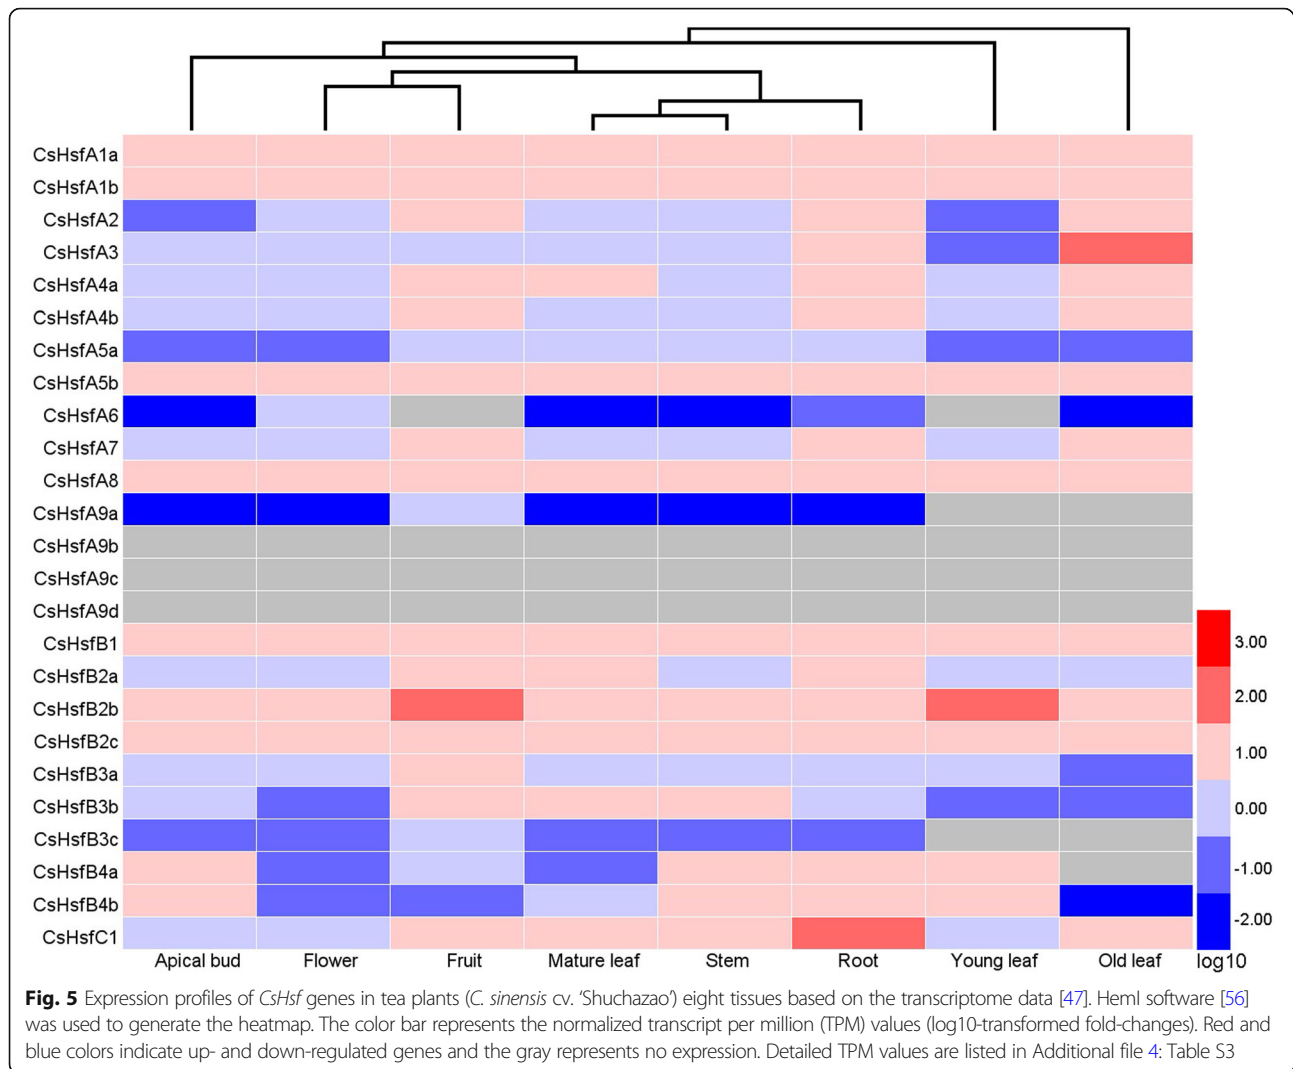 CsHsfA1a
CsHsfA1b
CsHsfA2
CsHsfA3
CsHsfA4a
CsHsfA4b
CsHsfA5a
CsHsfA5b
CsHsfA6
CsHsfA7
CsHsfA8
CsHsfA9a
CsHsfA9b
CsHsfA9c
CsHsfA9d
CsHsfB1
CsHsfB2a
CsHsfB2b
CsHsfB2c
CsHsfB3a
CsHsfB3b
CsHsfB3c
CsHsfB4a
CsHsfB4b
CsHsfC1
3.00
2.00
1.00
0.00
-1.00
-2.00
Apical bud Flower Fruit Mature leaf Stem Root Young leaf Old leaf log10
Fig. 5 Expression profiles of CsHsf genes in tea plants (C. sinensis cv. ‘Shuchazao’) eight tissues based on the transcriptome data [47]. HemI software [56]
was used to generate the heatmap. The color bar represents the normalized transcript per million (TPM) values (log10-transformed fold-changes). Red and
blue colors indicate up- and down-regulated genes and the gray represents no expression. Detailed TPM values are listed in Additional file 4: Table S3